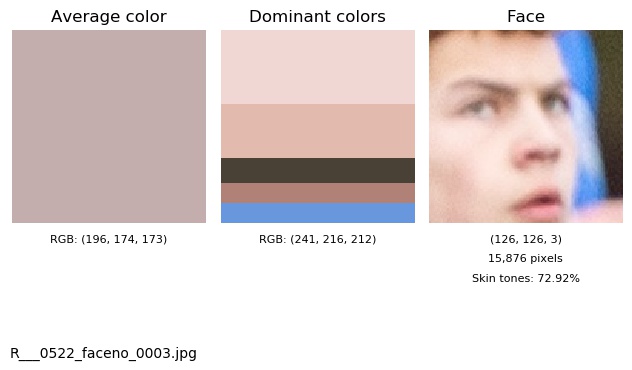 Average color
Dominant colors
Face
RGB: (196, 174, 173)
RGB: (241, 216, 212)
(126, 126, 3)
15,876 pixels
Skin tones: 72.92%
R___0522_faceno_0003.jpg